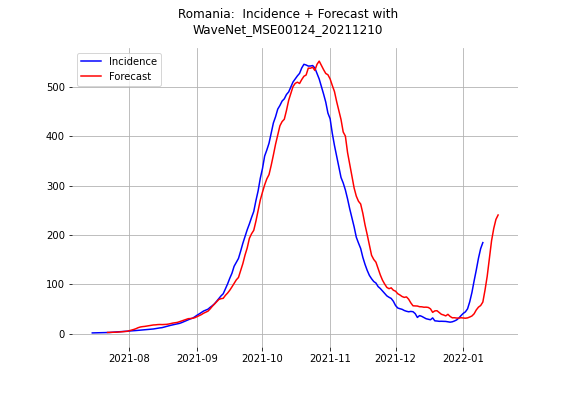 Romania:  Incidence + Forecast with
WaveNet_MSE00124_20211210
Incidence
Forecast
500
400
300
200
100
0
2021-08 2021-09 2021-10 2021-11 2021-12 2022-01